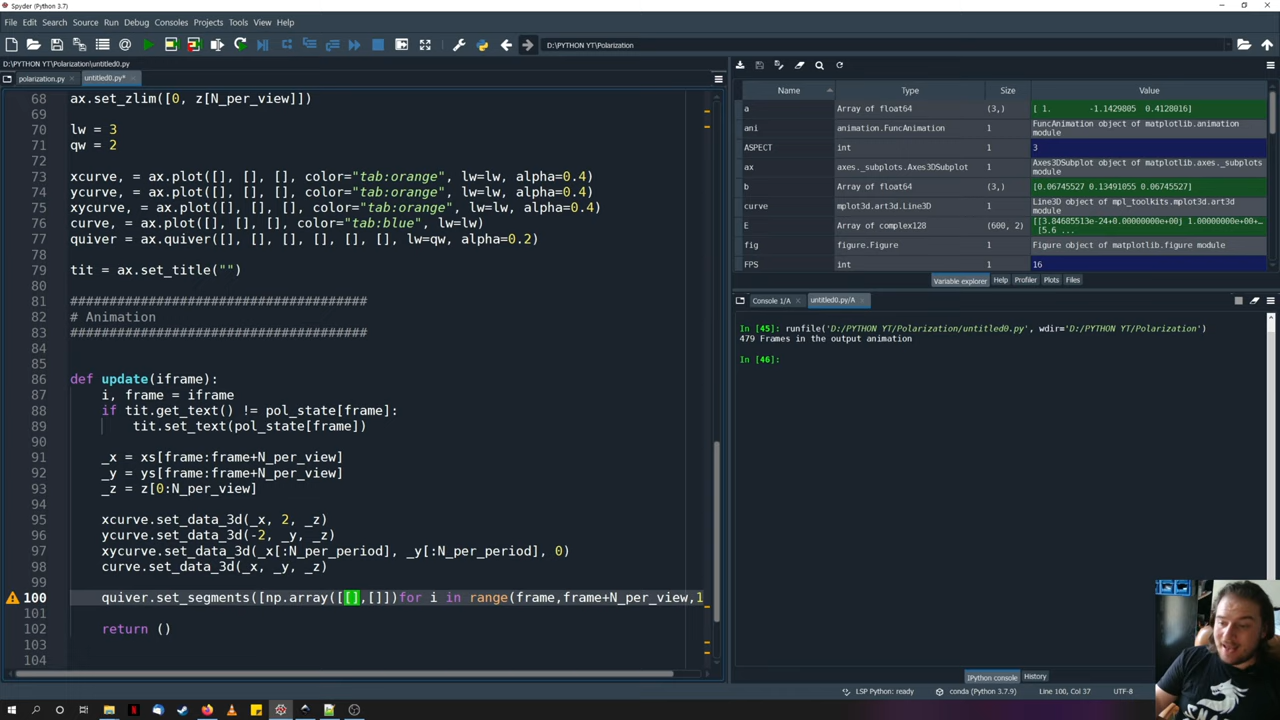 Spyder (Python 3.7)
File Edit Search Source Run Debug Consoles Projects Tools View Help
D:\PYTHON YT\Polarization
D:\PYTHON YT\Polarization\untitled0.py
polarization.py untitled0.py*
68 ax.set_zlim([0, z[N_per_view]])
69
70 lw = 3
71 qw = 2
72
73 xcurve, = ax.plot([], [], [], color="tab:orange", lw=lw, alpha=0.4)
74 ycurve, = ax.plot([], [], [], color="tab:orange", lw=lw, alpha=0.4)
75 xycurve, = ax.plot([], [], [], color="tab:orange", lw=lw, alpha=0.4)
76 curve, = ax.plot([], [], [], color="tab:blue", lw=lw)
77 quiver = ax.quiver([], [], [], [], [], [], lw=qw, alpha=0.2)
78
79 tit = ax.set_title("")
80
81 ######################################
82 # Animation
83 ######################################
84
85
86 def update(iframe):
87 i, frame = iframe
88 if tit.get_text() != pol_state[frame]:
89 tit.set_text(pol_state[frame])
90
91 _x = xs[frame:frame+N_per_view]
92 _y = ys[frame:frame+N_per_view]
93 _z = z[0:N_per_view]
94
95 xcurve.set_data_3d(_x, 2, _z)
96 ycurve.set_data_3d(-2, _y, _z)
97 xycurve.set_data_3d(_x[:N_per_period], _y[:N_per_period], 0)
98 curve.set_data_3d(_x, _y, _z)
99
100 quiver.set_segments([np.array([[],[]])for i in range(frame,frame+N_per_view,1
101
102 return ()
103
104
Name Type Size Value
a Array of float64 (3,) [ 1. -1.1429805 0.4128016]
ani animation.FuncAnimation 1 FuncAnimation object of matplotlib.animation module
ASPECT int 1 3
ax axes._subplots.Axes3DSubplot 1 Axes3DSubplot object of matplotlib.axes._subplots module
b Array of float64 (3,) [0.06745527 0.13491055 0.06745527]
curve mplot3d.art3d.Line3D 1 Line3D object of mpl_toolkits.mplot3d.art3d module
E Array of complex128 (600, 2) [[3.84685513e-24+0.00000000e+00j 1.00000000e+00+… [5.6 ...
fig figure.Figure 1 Figure object of matplotlib.figure module
FPS int 1 16
Variable explorer Help Profiler Plots Files
Console 1/A untitled0.py/A
In [45]: runfile('D:/PYTHON YT/Polarization/untitled0.py', wdir='D:/PYTHON YT/Polarization')
479 Frames in the output animation
In [46]:
IPython console History
LSP Python: ready conda (Python 3.7.9) Line 100, Col 37 UTF-8